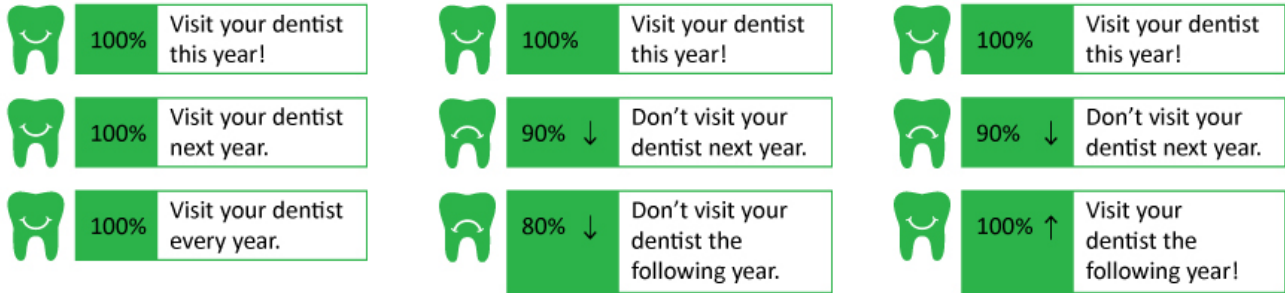 100%
Visit your dentist
this year!
100%
Visit your dentist
next year.
100%
Visit your dentist
every year.
100%
Visit your dentist
this year!
90% ↓
Don’t visit your
dentist next year.
80% ↓
Don’t visit your
dentist the
following year.
100%
Visit your dentist
this year!
90% ↓
Don’t visit your
dentist next year.
100% ↑
Visit your
dentist the
following year!